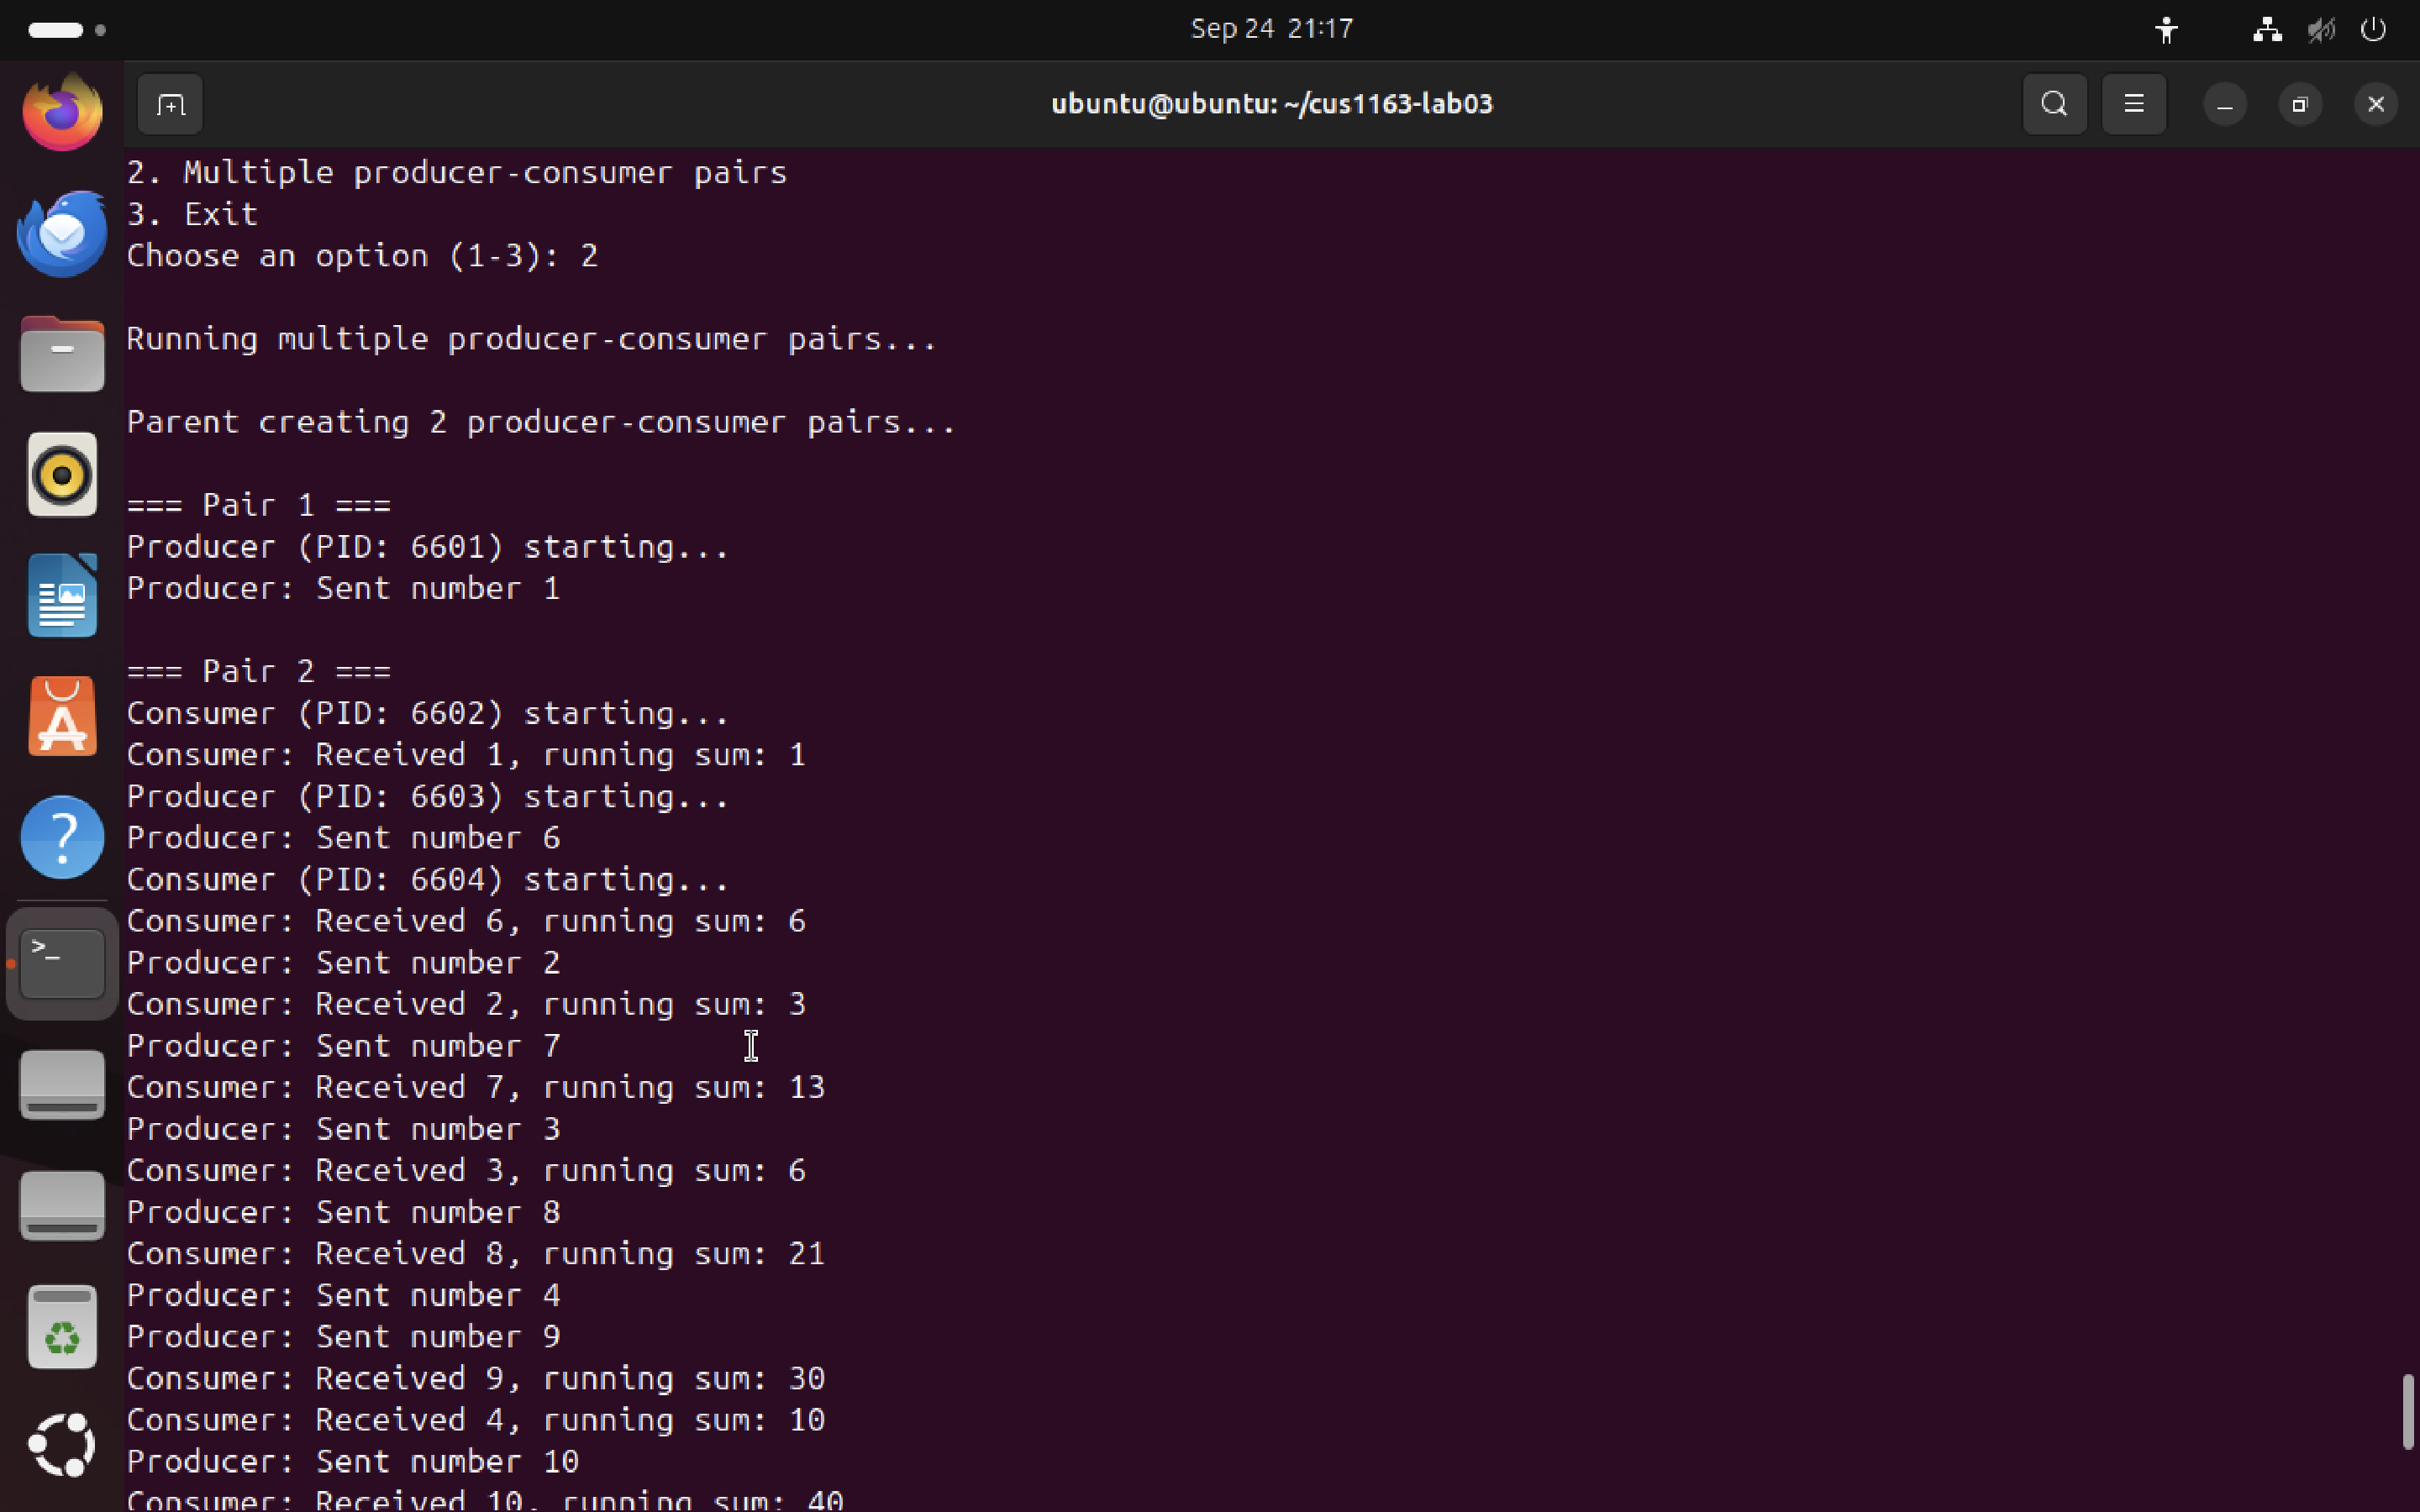 Sep 24 21:17
ubuntu@ubuntu: ~/cus1163-lab03
2. Multiple producer-consumer pairs
3. Exit
Choose an option (1-3): 2
Running multiple producer-consumer pairs...
Parent creating 2 producer-consumer pairs...
=== Pair 1 ===
Producer (PID: 6601) starting...
Producer: Sent number 1
=== Pair 2 ===
Consumer (PID: 6602) starting...
Consumer: Received 1, running sum: 1
Producer (PID: 6603) starting...
Producer: Sent number 6
Consumer (PID: 6604) starting...
Consumer: Received 6, running sum: 6
Producer: Sent number 2
Consumer: Received 2, running sum: 3
Producer: Sent number 7
Consumer: Received 7, running sum: 13
Producer: Sent number 3
Consumer: Received 3, running sum: 6
Producer: Sent number 8
Consumer: Received 8, running sum: 21
Producer: Sent number 4
Producer: Sent number 9
Consumer: Received 9, running sum: 30
Consumer: Received 4, running sum: 10
Producer: Sent number 10
Consumer: Received 10, running sum: 40